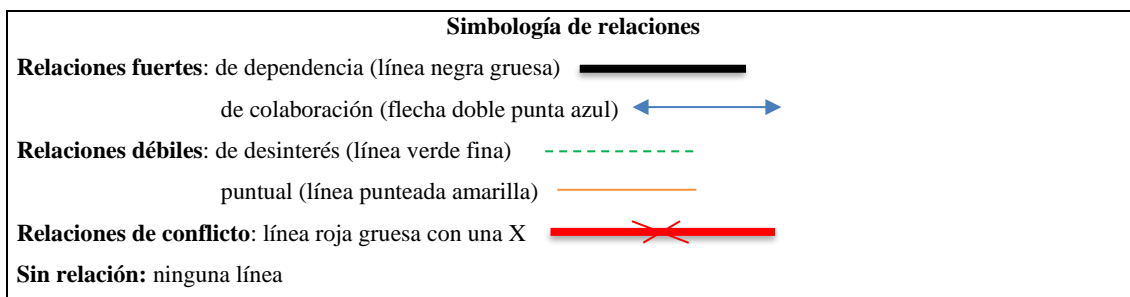 Simbología de relaciones
Relaciones fuertes: de dependencia (línea negra gruesa)
de colaboración (flecha doble punta azul)
Relaciones débiles: de desinterés (línea verde fina)
puntual (línea punteada amarilla)
Relaciones de conflicto: línea roja gruesa con una X
Sin relación: ninguna línea